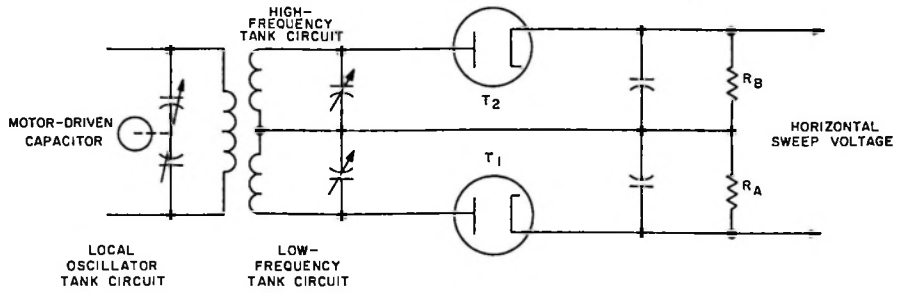 HIGH-
FREQUENCY
TANK CIRCUIT
T2
RB
MOTOR-DRIVEN
CAPACITOR
HORIZONTAL
SWEEP VOLTAGE
T1
RA
LOCAL
OSCILLATOR
TANK CIRCUIT
LOW-
FREQUENCY
TANK CIRCUIT